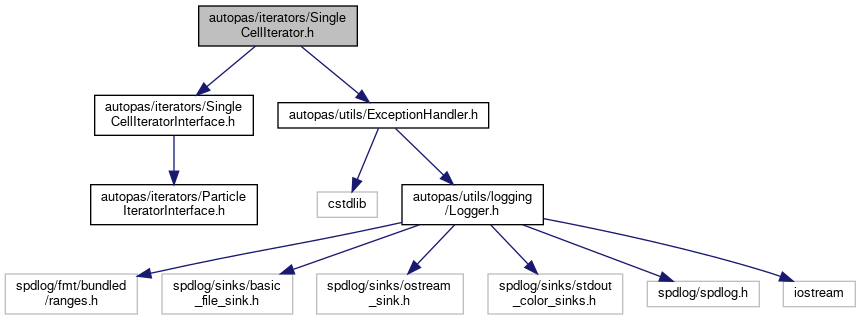 autopas/iterators/Single
CellIterator.h
autopas/iterators/Single
CellIteratorInterface.h
autopas/utils/ExceptionHandler.h
autopas/iterators/Particle
IteratorInterface.h
cstdlib
autopas/utils/logging
/Logger.h
spdlog/fmt/bundled
/ranges.h
spdlog/sinks/basic
_file_sink.h
spdlog/sinks/ostream
_sink.h
spdlog/sinks/stdout
_color_sinks.h
spdlog/spdlog.h
iostream